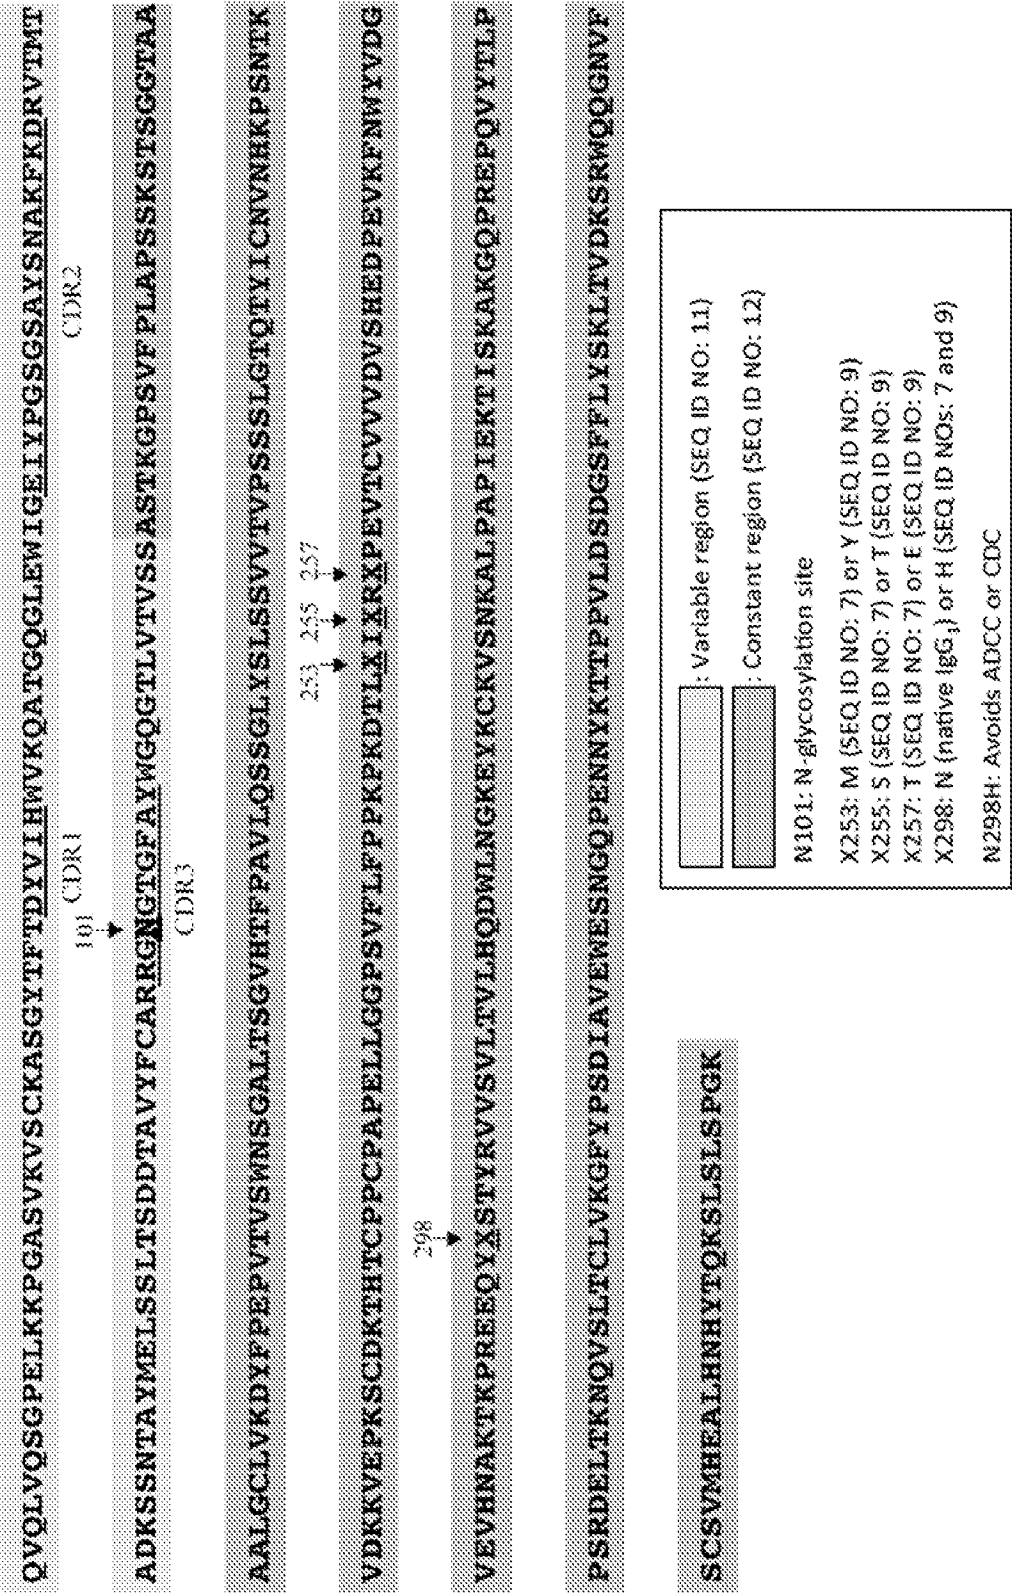 QVQLVQSGPELKKPGASVKVSCKASGYTFTDYVIHWVKQATGQGLEWIGEIYPGSGSAYSNAKFKDRVTMT
CDR1 CDR2
101
ADKSSNTAYMELSSLTSDDTAVYFCARRGNGTGFAYWGQGTLVTVSSASTKGPSVFPLAPSSKSTSGGTAA
CDR3
AALGCLVKDYFPEPVTVSWNSGALTSGVHTFPAVLQSSGLYSLSSVVTVPSSSLGTQTYICNVNHKPSNTK
253 255 257
VDKKVEPKSCDKTHTCPPCPAPELLGGPSVFLFPPKPKDTLXIXRXPEVTCVVVDVSHEDPEVKFNWYVDG
298
VEVHNAKTKPREEQYXSTYRVVSVLTVLHQDWLNGKEYKCKVSNKALPAPIEKTISKAKGQPREPQVYTLP
PSRDELTKNQVSLTCLVKGFYPSDIAVEWESNGQPENNYKTTPPVLDSDGSFFLYSKLTVDKSRWQQGNVF
SCSVMHEALHNHYTQKSLSLSPGK
: Variable region (SEQ ID NO: 11)
: Constant region (SEQ ID NO: 12)
N101: N-glycosylation site
X253: M (SEQ ID NO: 7) or Y (SEQ ID NO: 9)
X255: S (SEQ ID NO: 7) or T (SEQ ID NO: 9)
X257: T (SEQ ID NO: 7) or E (SEQ ID NO: 9)
X298: N (native IgG₁) or H (SEQ ID NOs: 7 and 9)
N298H: Avoids ADCC or CDC